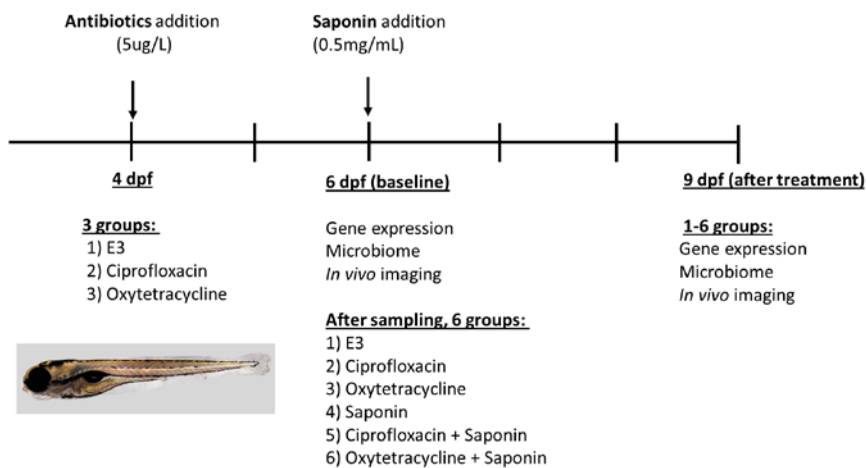 Antibiotics addition
(5ug/L)
Saponin addition
(0.5mg/mL)
4 dpf
6 dpf (baseline)
9 dpf (after treatment)
3 groups:
1) E3
2) Ciprofloxacin
3) Oxytetracycline
Gene expression
Microbiome
In vivo imaging
After sampling, 6 groups:
1) E3
2) Ciprofloxacin
3) Oxytetracycline
4) Saponin
5) Ciprofloxacin + Saponin
6) Oxytetracycline + Saponin
1-6 groups:
Gene expression
Microbiome
In vivo imaging